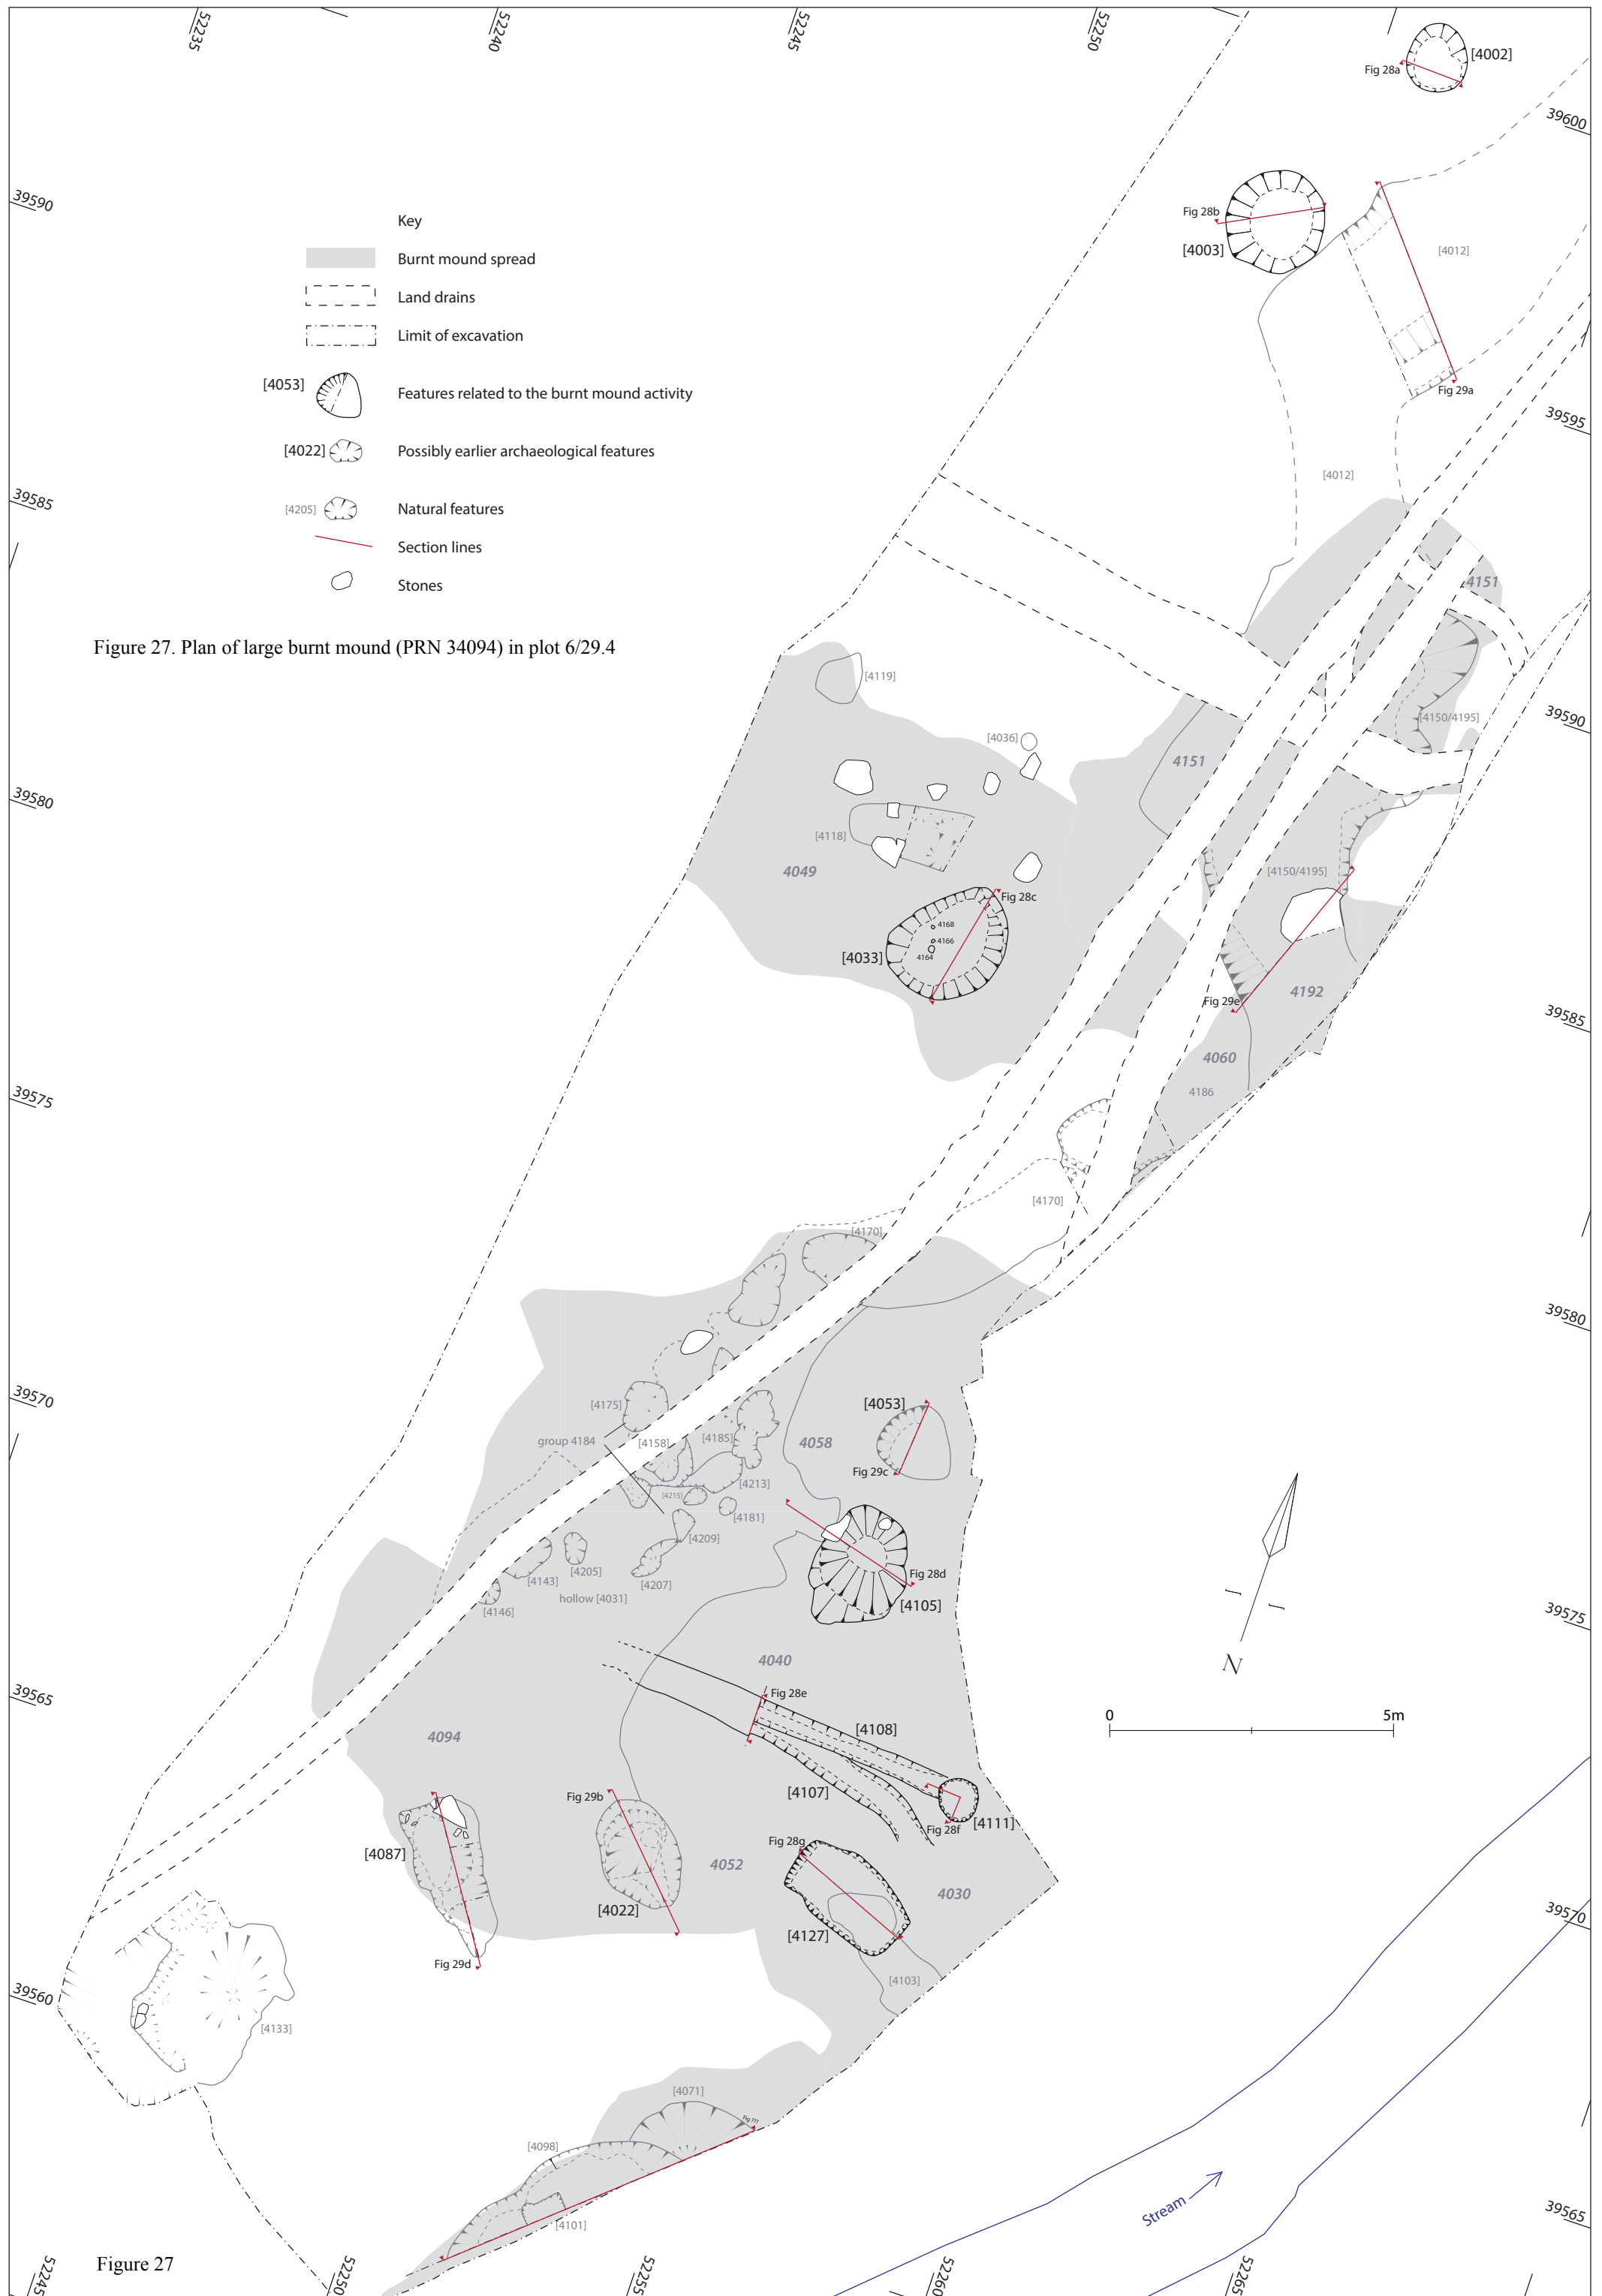 52235
52240
52245
52250
[4002]
Fig 28a
39600
39590
Key
Fig 28b
[4003]
[4012]
Burnt mound spread
Land drains
Limit of excavation
[4053]
Features related to the burnt mound activity
Fig 29a
39595
[4022]
Possibly earlier archaeological features
[4012]
39585
[4205]
Natural features
Section lines
Stones
4151
Figure 27. Plan of large burnt mound (PRN 34094) in plot 6/29.4
[4119]
[4150/4195]
39590
[4036]
4151
39580
[4118]
4049
[4150/4195]
Fig 28c
4168
4166
4164
[4033]
4192
Fig 29e
39585
4060
4186
39575
[4170]
[4170]
39580
39570
[4175]
[4053]
group 4184
[4158]
[4185]
4058
Fig 29c
[4213]
[4215]
[4181]
[4209]
[4205]
[4143]
[4207]
hollow [4031]
[4146]
Fig 28d
[4105]
39575
4040
N
39565
Fig 28e
0
5m
4094
[4108]
[4107]
Fig 29b
[4111]
Fig 28f
Fig 28g
[4087]
4052
4030
[4022]
[4127]
39570
Fig 29d
[4103]
39560
[4133]
[4071]
Fig ???
[4098]
Stream
[4101]
39565
Figure 27
52245
52250
52255
52260
52265